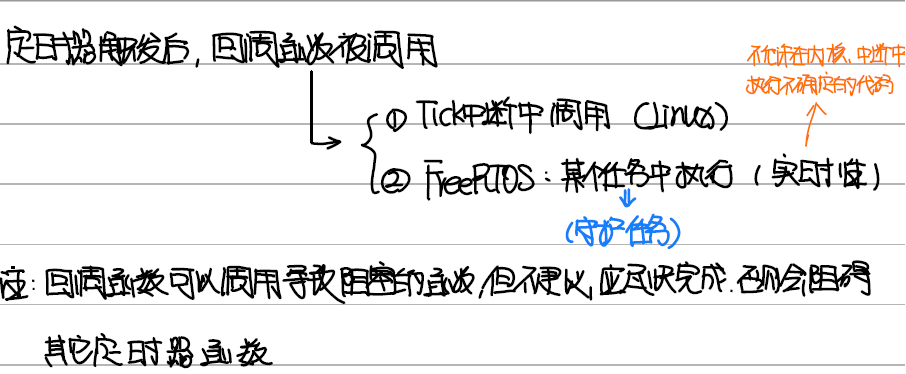 定时器触发后，回调函数被调用
不允许在内核、中断中
执行不确定的代码
① Tick中断中调用（Linux）
② FreeRTOS：某个任务中执行（实时性）
（守护任务）
注：回调函数可以调用导致阻塞的函数，但不建议，应尽快完成.否则会阻碍
其它定时器函数